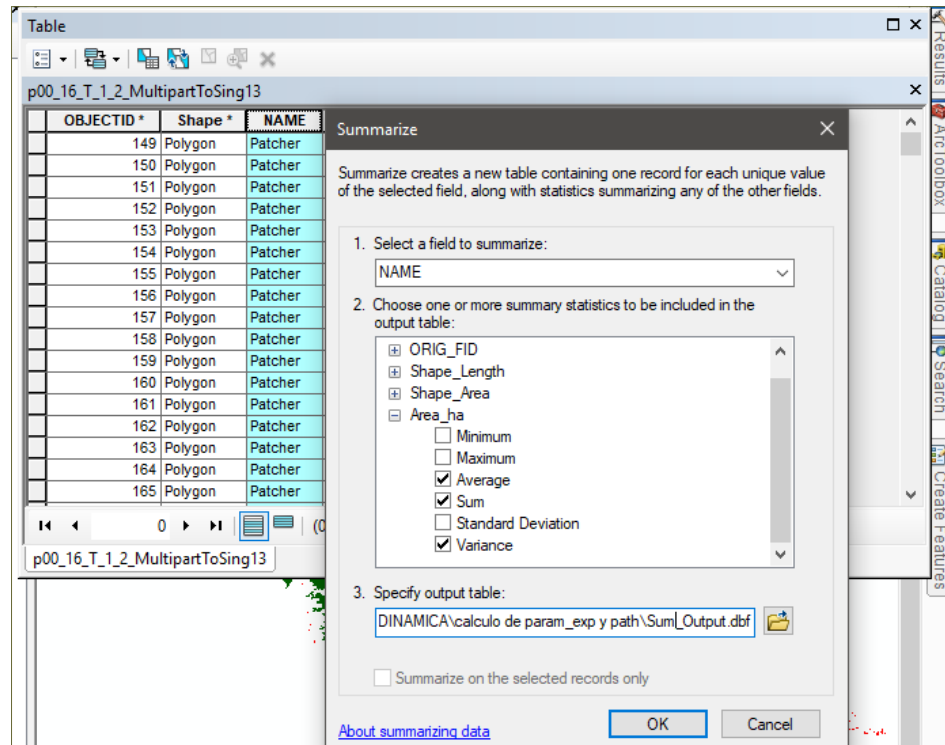 Table
p00_16_T_1_2_MultipartToSing13
OBJECTID * Shape * NAME
149 Polygon Patcher
150 Polygon Patcher
151 Polygon Patcher
152 Polygon Patcher
153 Polygon Patcher
154 Polygon Patcher
155 Polygon Patcher
156 Polygon Patcher
157 Polygon Patcher
158 Polygon Patcher
159 Polygon Patcher
160 Polygon Patcher
161 Polygon Patcher
162 Polygon Patcher
163 Polygon Patcher
164 Polygon Patcher
165 Polygon Patcher
0 (0
p00_16_T_1_2_MultipartToSing13
Summarize
Summarize creates a new table containing one record for each unique value
of the selected field, along with statistics summarizing any of the other fields.
1. Select a field to summarize:
NAME
2. Choose one or more summary statistics to be included in the
output table:
ORIG_FID
Shape_Length
Shape_Area
Area_ha
Minimum
Maximum
Average
Sum
Standard Deviation
Variance
3. Specify output table:
DINAMICA\calculo de param_exp y path\Sum_Output.dbf
Summarize on the selected records only
About summarizing data
OK Cancel
Results
ArcToolbox
Catalog
Search
Create Features